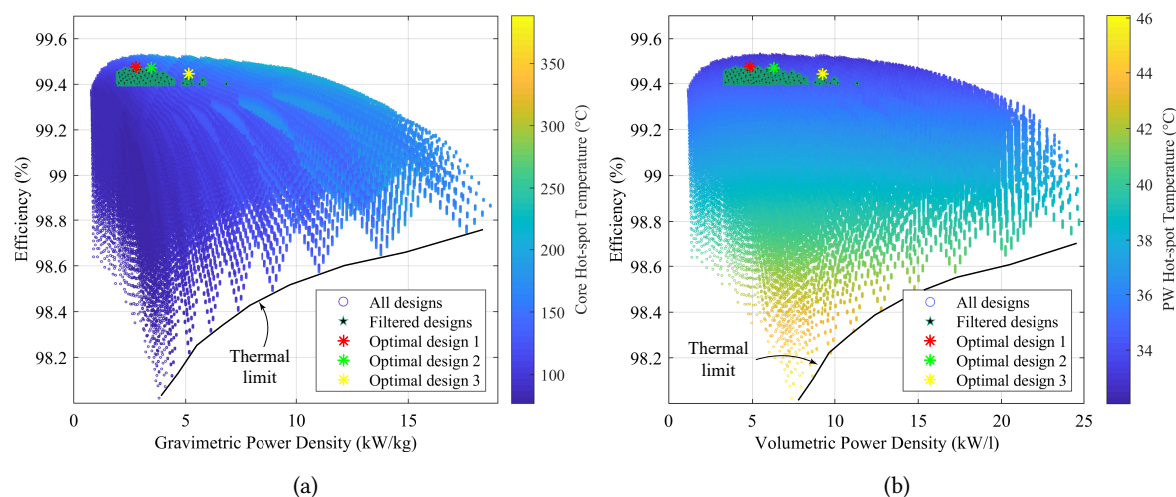 99.6
99.4
99.2
99
98.8
98.6
98.4
98.2
Efficiency (%)
0
5
10
15
Gravimetric Power Density (kW/kg)
Thermal
limit
All designs
Filtered designs
Optimal design 1
Optimal design 2
Optimal design 3
350
300
250
200
150
100
Core Hot-spot Temperature (°C)
(a)
99.6
99.4
99.2
99
98.8
98.6
98.4
98.2
Efficiency (%)
0
5
10
15
20
25
Volumetric Power Density (kW/l)
Thermal
limit
All designs
Filtered designs
Optimal design 1
Optimal design 2
Optimal design 3
46
44
42
40
38
36
34
PW Hot-spot Temperature (°C)
(b)